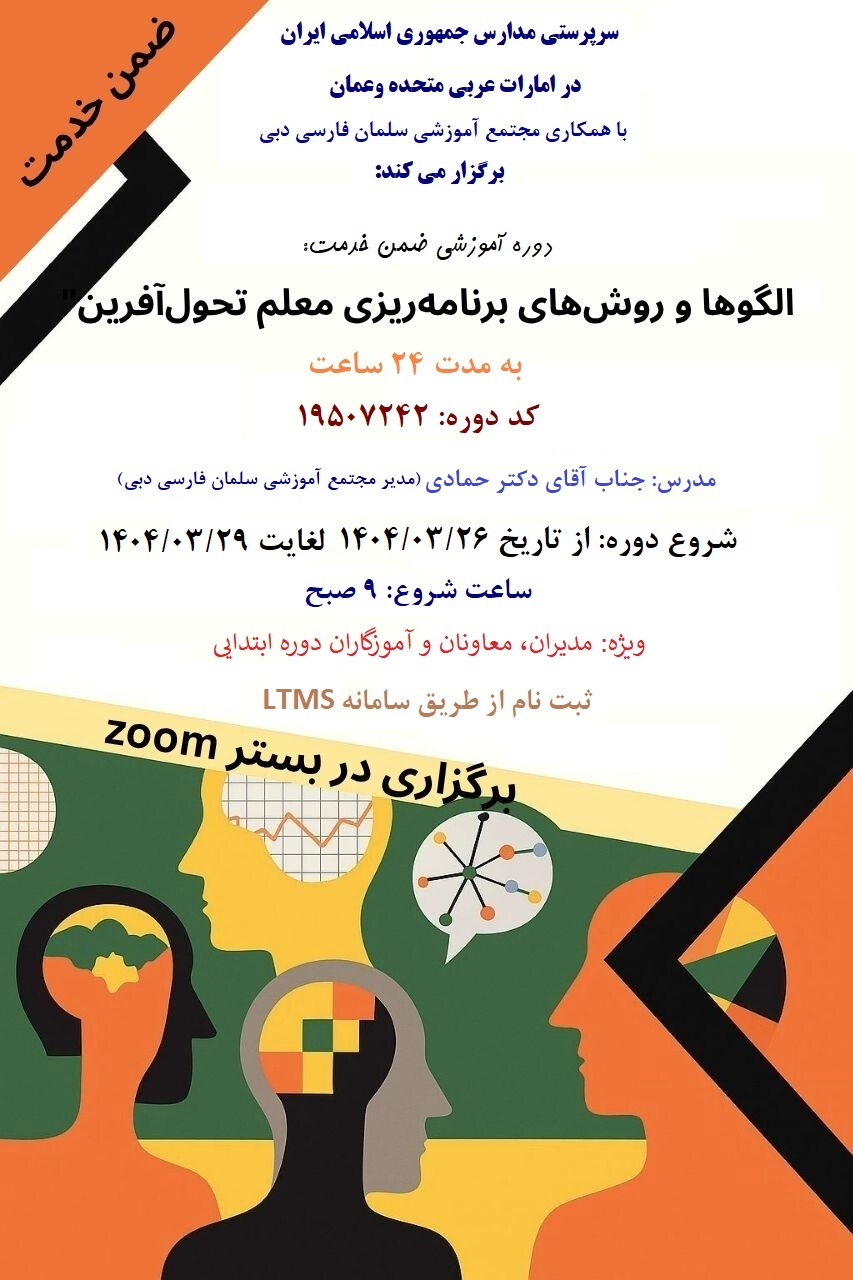 ضمن خدمت
سرپرستی مدارس جمهوری اسلامی ایران
در امارات عربی متحده وعمان
با همکاری مجتمع آموزشی سلمان فارسی دبی
برگزار می کند:
دوره آموزشی ضمن خدمت:
الگوها و روش‌های برنامه‌ریزی معلم تحول‌آفرین"
به مدت ۲۴ ساعت
کد دوره: ۱۹۵۰۷۲۴۲
مدرس: جناب آقای دکتر حمادی (مدیر مجتمع آموزشی سلمان فارسی دبی)
شروع دوره: از تاریخ ۱۴۰۴/۰۳/۲۶ لغایت ۱۴۰۴/۰۳/۲۹
ساعت شروع: ۹ صبح
ویژه: مدیران، معاونان و آموزگاران دوره ابتدایی
ثبت نام از طریق سامانه LTMS
برگزاری در بستر zoom